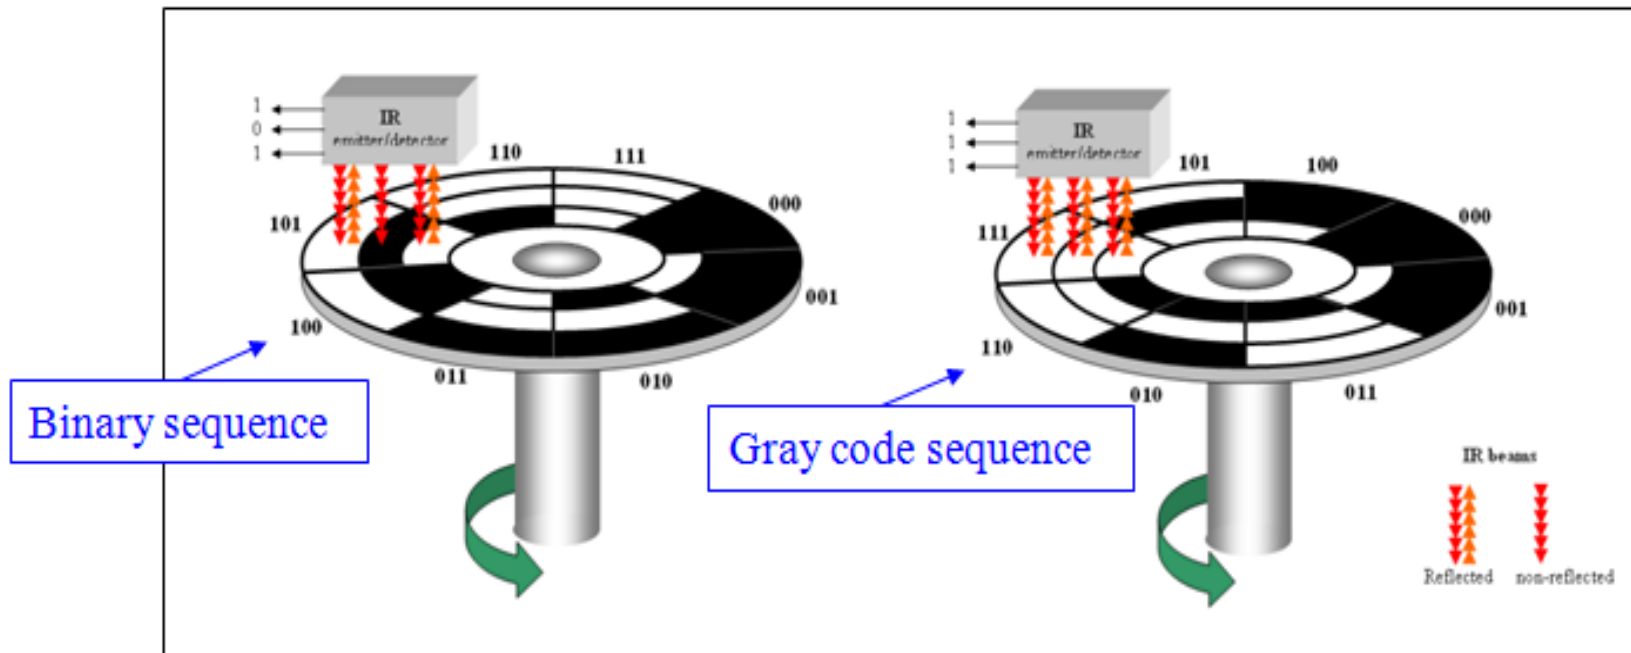 1
0
1
IR
emitter/detector
110
111
101
000
001
100
011
010
Binary sequence
1
1
1
IR
emitter/detector
101
100
111
000
001
110
010
011
Gray code sequence
IR beams
Reflected
non-reflected